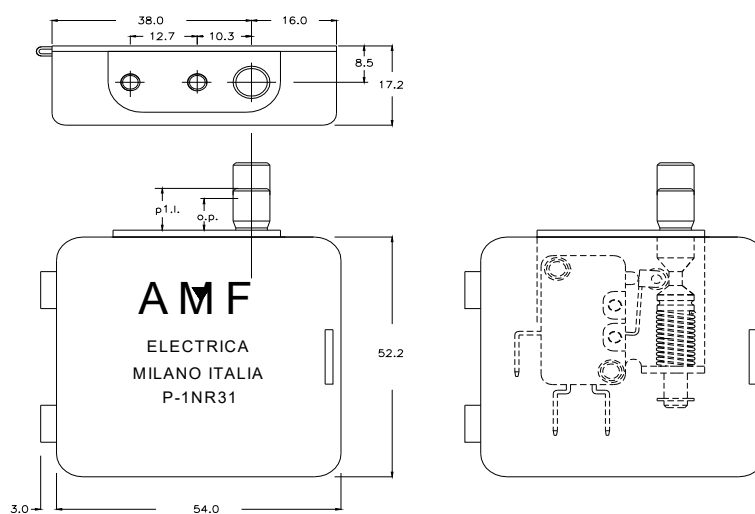 38.0 16.0
12.7 10.3
8.5
17.2
p1.l. o.p.
AMF
ELECTRICA
MILANO ITALIA
P-1NR31
52.2
3.0 54.0